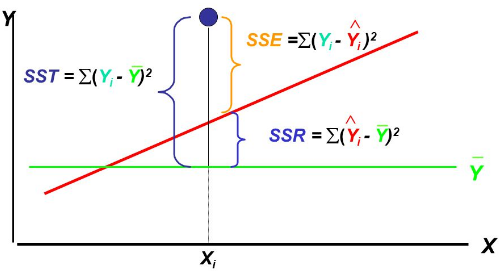 Y
SSE =Σ(Yᵢ - Ŷᵢ)²
SST = Σ(Yᵢ - Ȳ)²
SSR = Σ(Ŷᵢ - Ȳ)²
Ȳ
X
Xᵢ